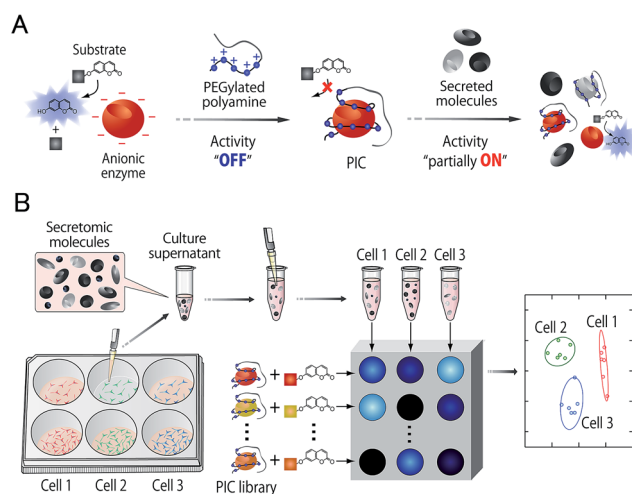 A
Substrate
O
O
O
HO
O
O
+
Anionic
enzyme
+ + + + +
PEGylated
polyamine
Activity
"OFF"
PIC
Secreted
molecules
Activity
"partially ON"
B
Secretomic
molecules
Culture
supernatant
Cell 1 Cell 2 Cell 3
+
+
+
PIC library
Cell 1 Cell 2 Cell 3
Cell 2
Cell 1
Cell 3